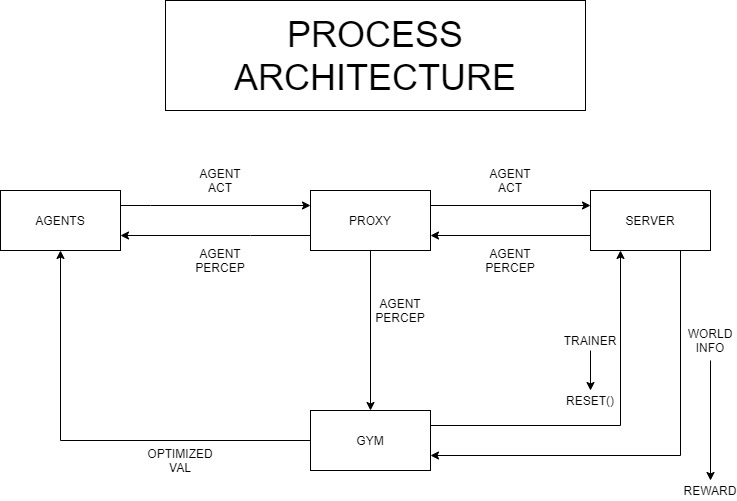 PROCESS
ARCHITECTURE
AGENT
ACT
AGENT
ACT
AGENTS
PROXY
SERVER
AGENT
PERCEP
AGENT
PERCEP
AGENT
PERCEP
TRAINER
WORLD
INFO
RESET()
GYM
OPTIMIZED
VAL
REWARD